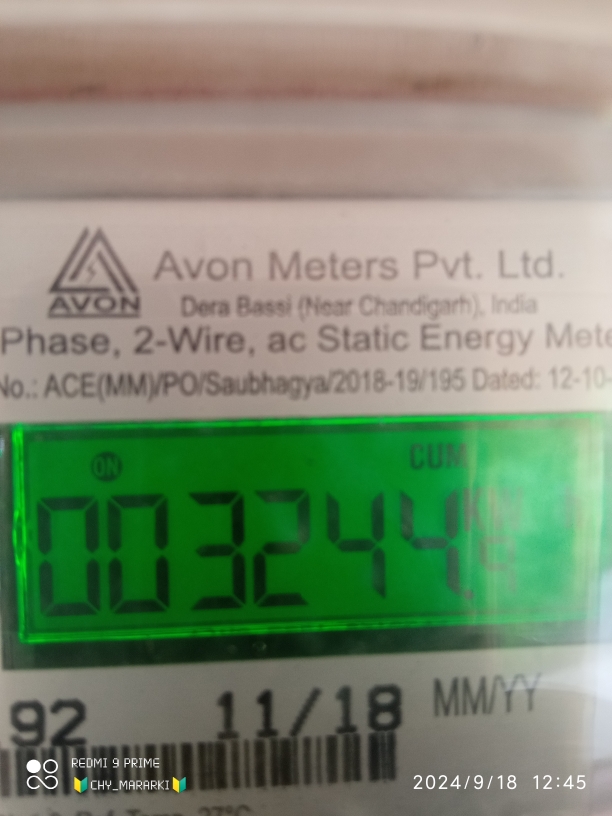 Avon Meters Pvt. Ltd.
AVON
Dera Bassi (Near Chandigarh), India
Phase, 2-Wire, ac Static Energy Mete
No.: ACE(MM)/PO/Saubhagya/2018-19/195 Dated: 12-10-
ON CUM
003244.9 KW
92 11/18 MM/YY
REDMI 9 PRIME
🔰CHY_MARARKI🔰
2024/9/18 12:45